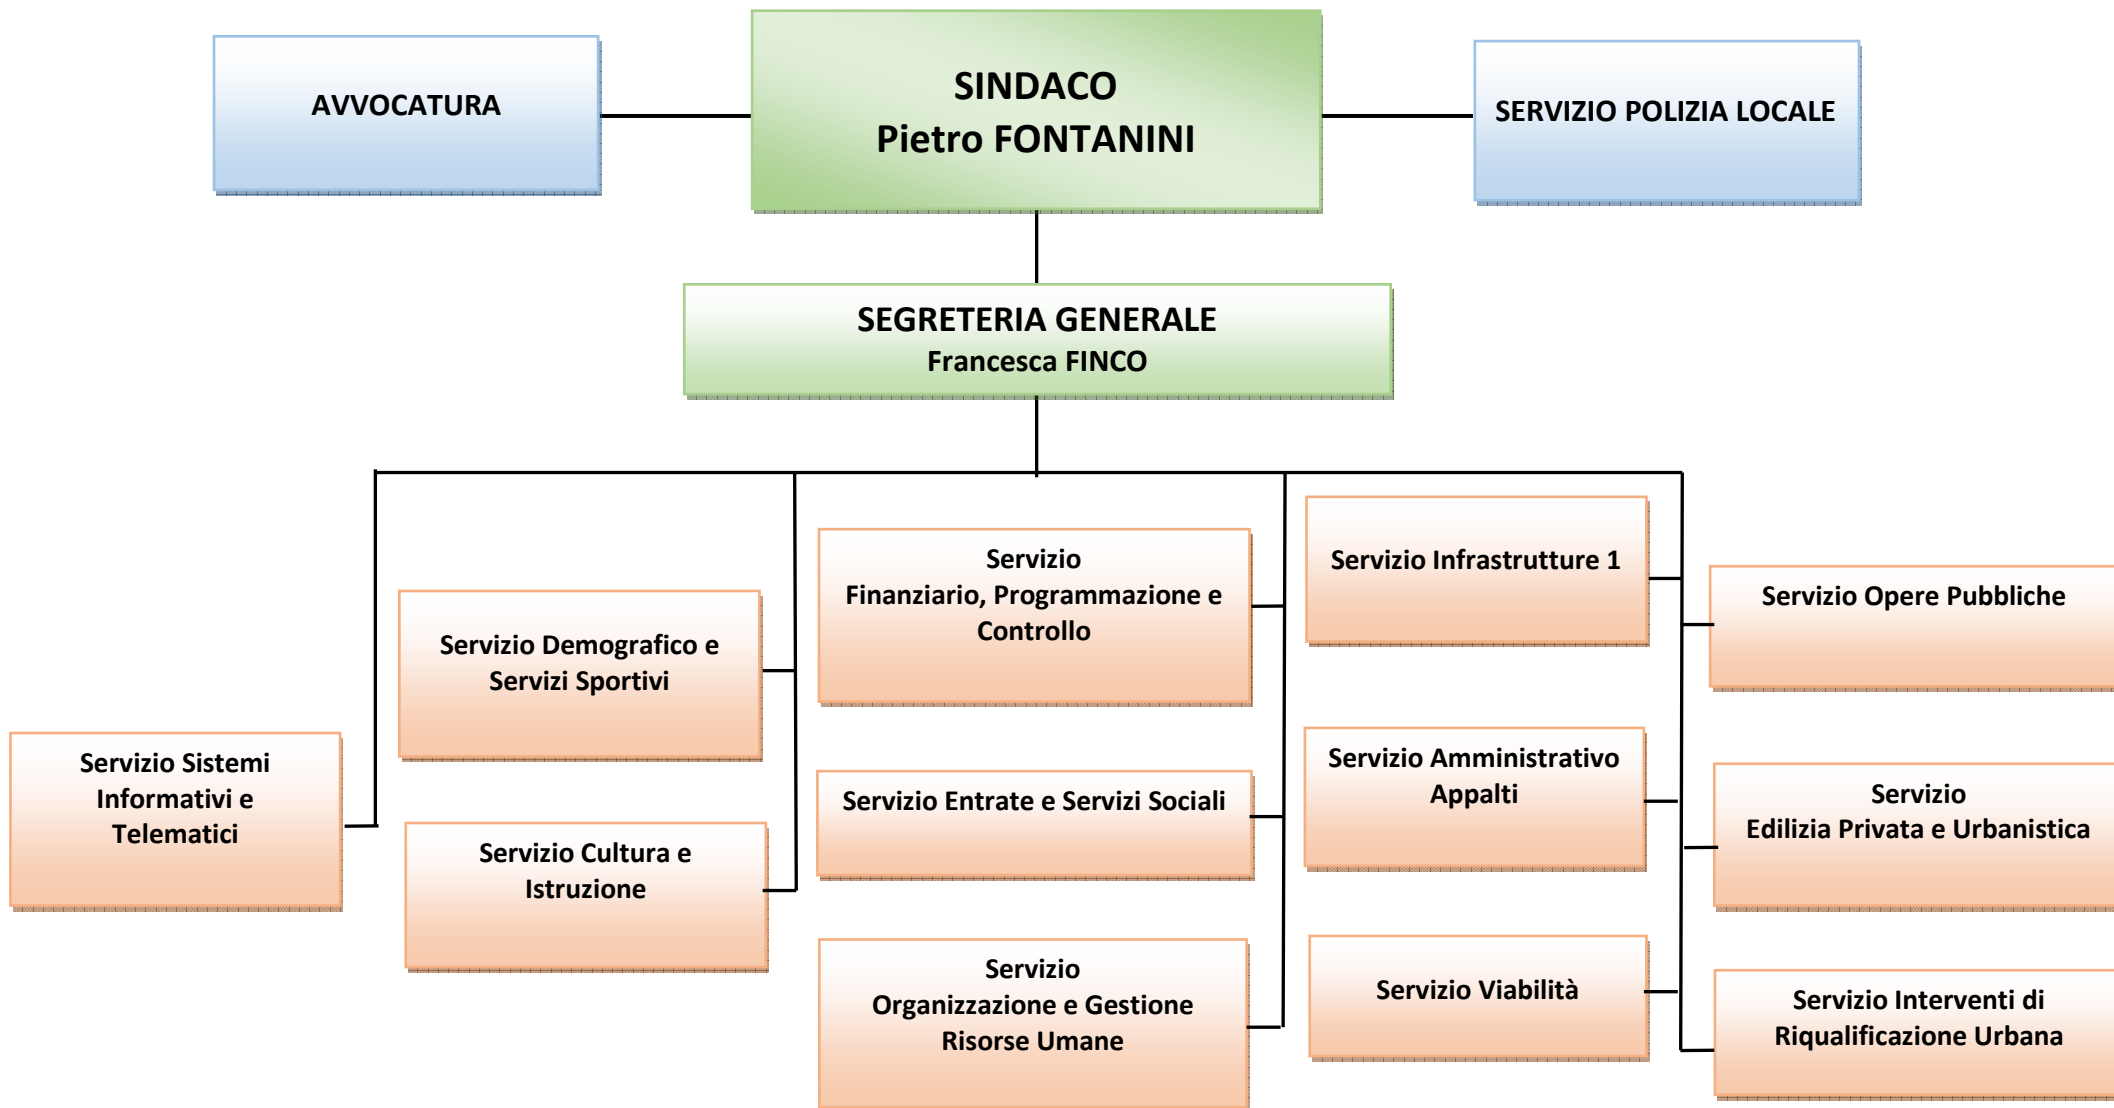 AVVOCATURA
SINDACO
Pietro FONTANINI
SERVIZIO POLIZIA LOCALE
SEGRETERIA GENERALE
Francesca FINCO
Servizio Sistemi
Informativi e
Telematici
Servizio Demografico e
Servizi Sportivi
Servizio Cultura e
Istruzione
Servizio
Finanziario, Programmazione e
Controllo
Servizio Entrate e Servizi Sociali
Servizio
Organizzazione e Gestione
Risorse Umane
Servizio Infrastrutture 1
Servizio Amministrativo
Appalti
Servizio Viabilità
Servizio Opere Pubbliche
Servizio
Edilizia Privata e Urbanistica
Servizio Interventi di
Riqualificazione Urbana